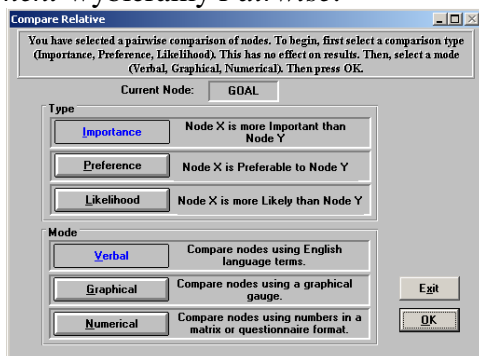 wybieramy Pairwise.
Compare Relative
You have selected a pairwise comparison of nodes. To begin, first select a comparison type
(Importance, Preference, Likelihood). This has no effect on results. Then, select a mode
(Verbal, Graphical, Numerical). Then press OK.
Current Node: GOAL
Type
Importance Node X is more Important than
Node Y
Preference Node X is Preferable to Node Y
Likelihood Node X is more Likely than Node Y
Mode
Verbal Compare nodes using English
language terms.
Graphical Compare nodes using a graphical
gauge.
Exit
Numerical Compare nodes using numbers in a
matrix or questionnaire format.
OK